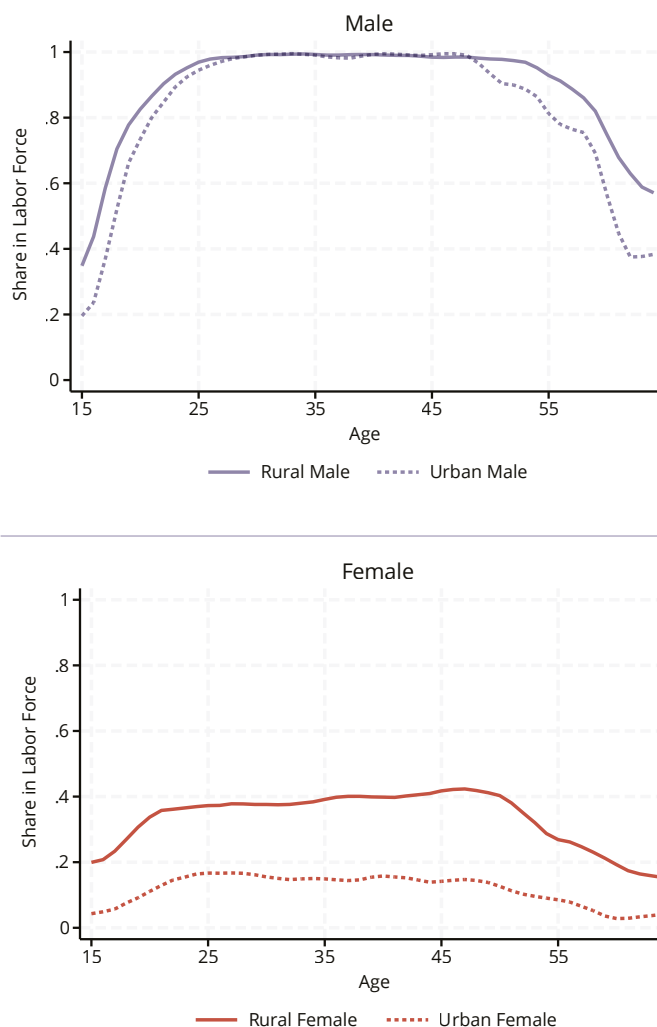 Male
1
.8
.6
.4
.2
0
Share in Labor Force
15 25 35 45 55
Age
Rural Male Urban Male
Female
1
.8
.6
.4
.2
0
Share in Labor Force
15 25 35 45 55
Age
Rural Female Urban Female